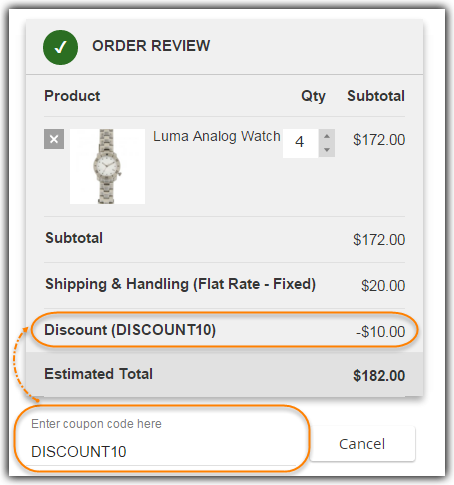 ORDER REVIEW
Product Qty Subtotal
Luma Analog Watch 4 $172.00
Subtotal $172.00
Shipping & Handling (Flat Rate - Fixed) $20.00
Discount (DISCOUNT10) -$10.00
Estimated Total $182.00
Enter coupon code here
DISCOUNT10
Cancel